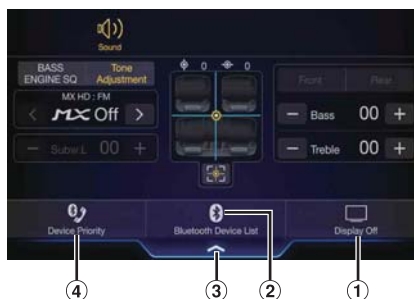 Sound
BASS
ENGINE SQ
Tone
Adjustment
0 0
Front Rear
MX HD : FM
MX Off
Bass 00
Subw.L 00
Treble 00
Device Priority
Bluetooth Device List
Display Off
4 3 2 1